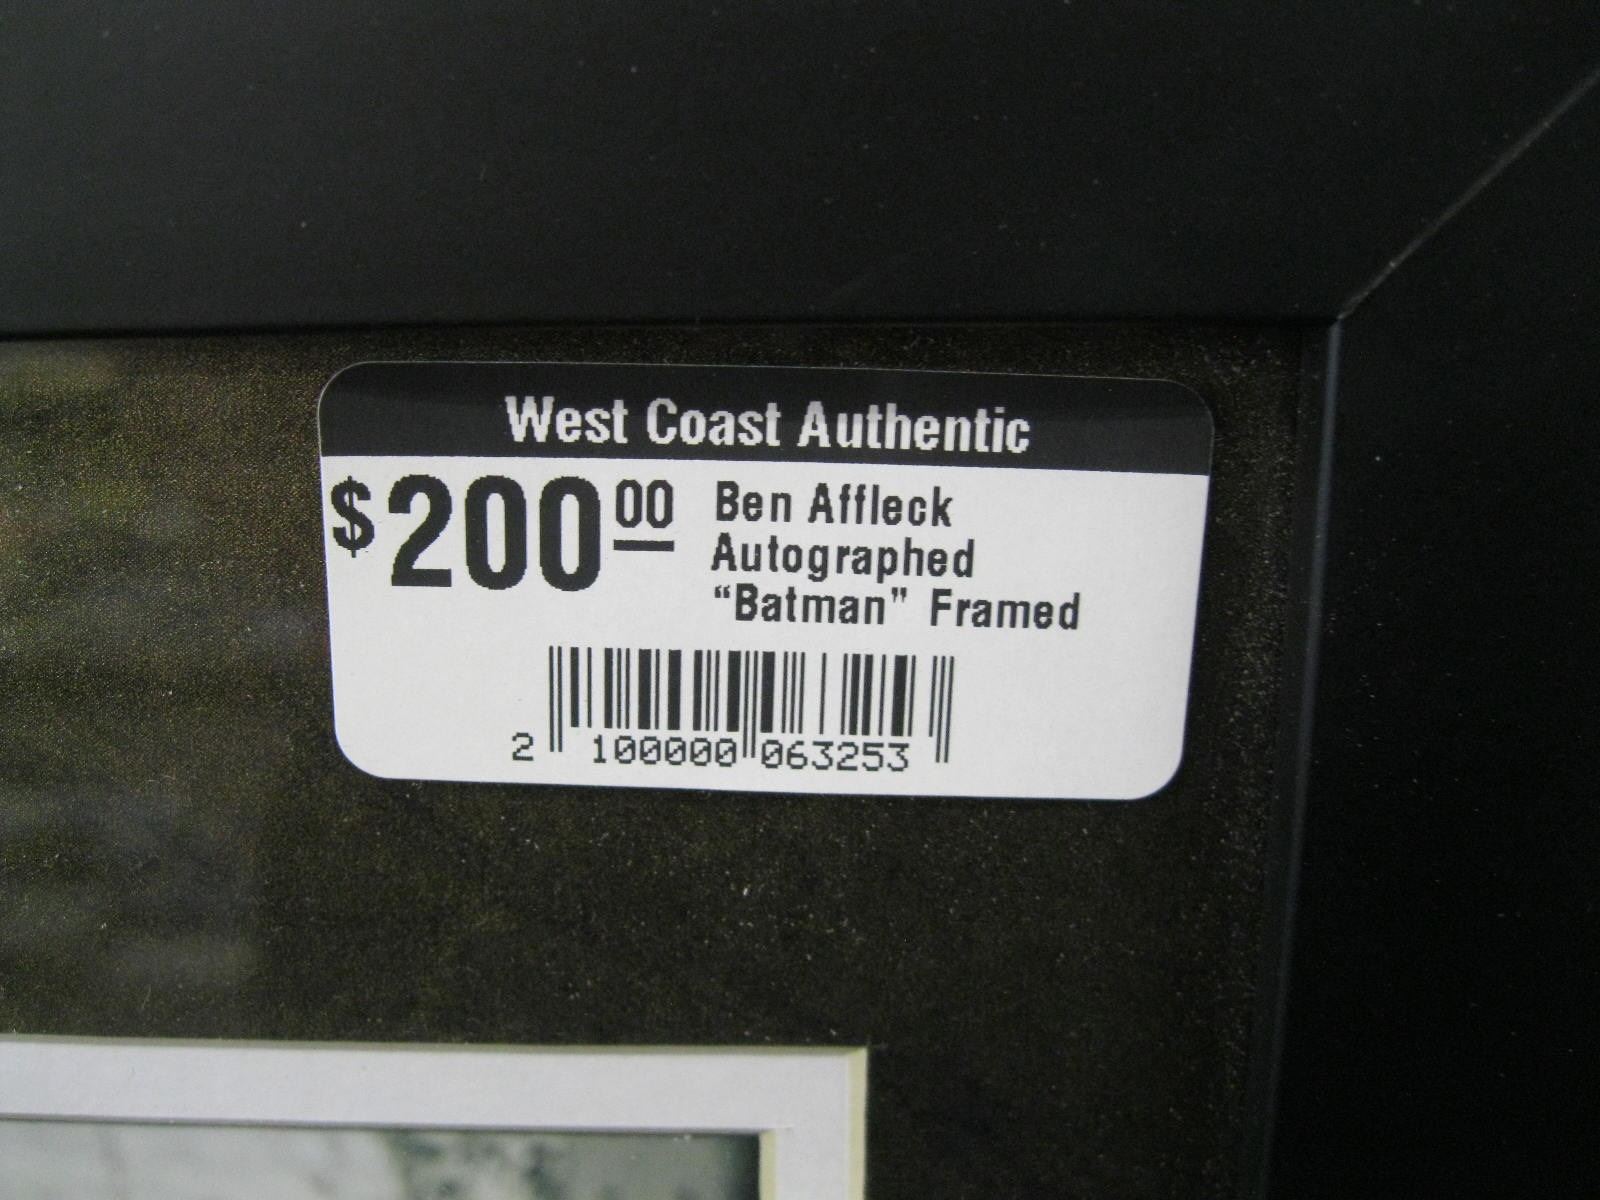 West Coast Authentic
$200.00
Ben Affleck
Autographed
“Batman” Framed
2 100000 063253